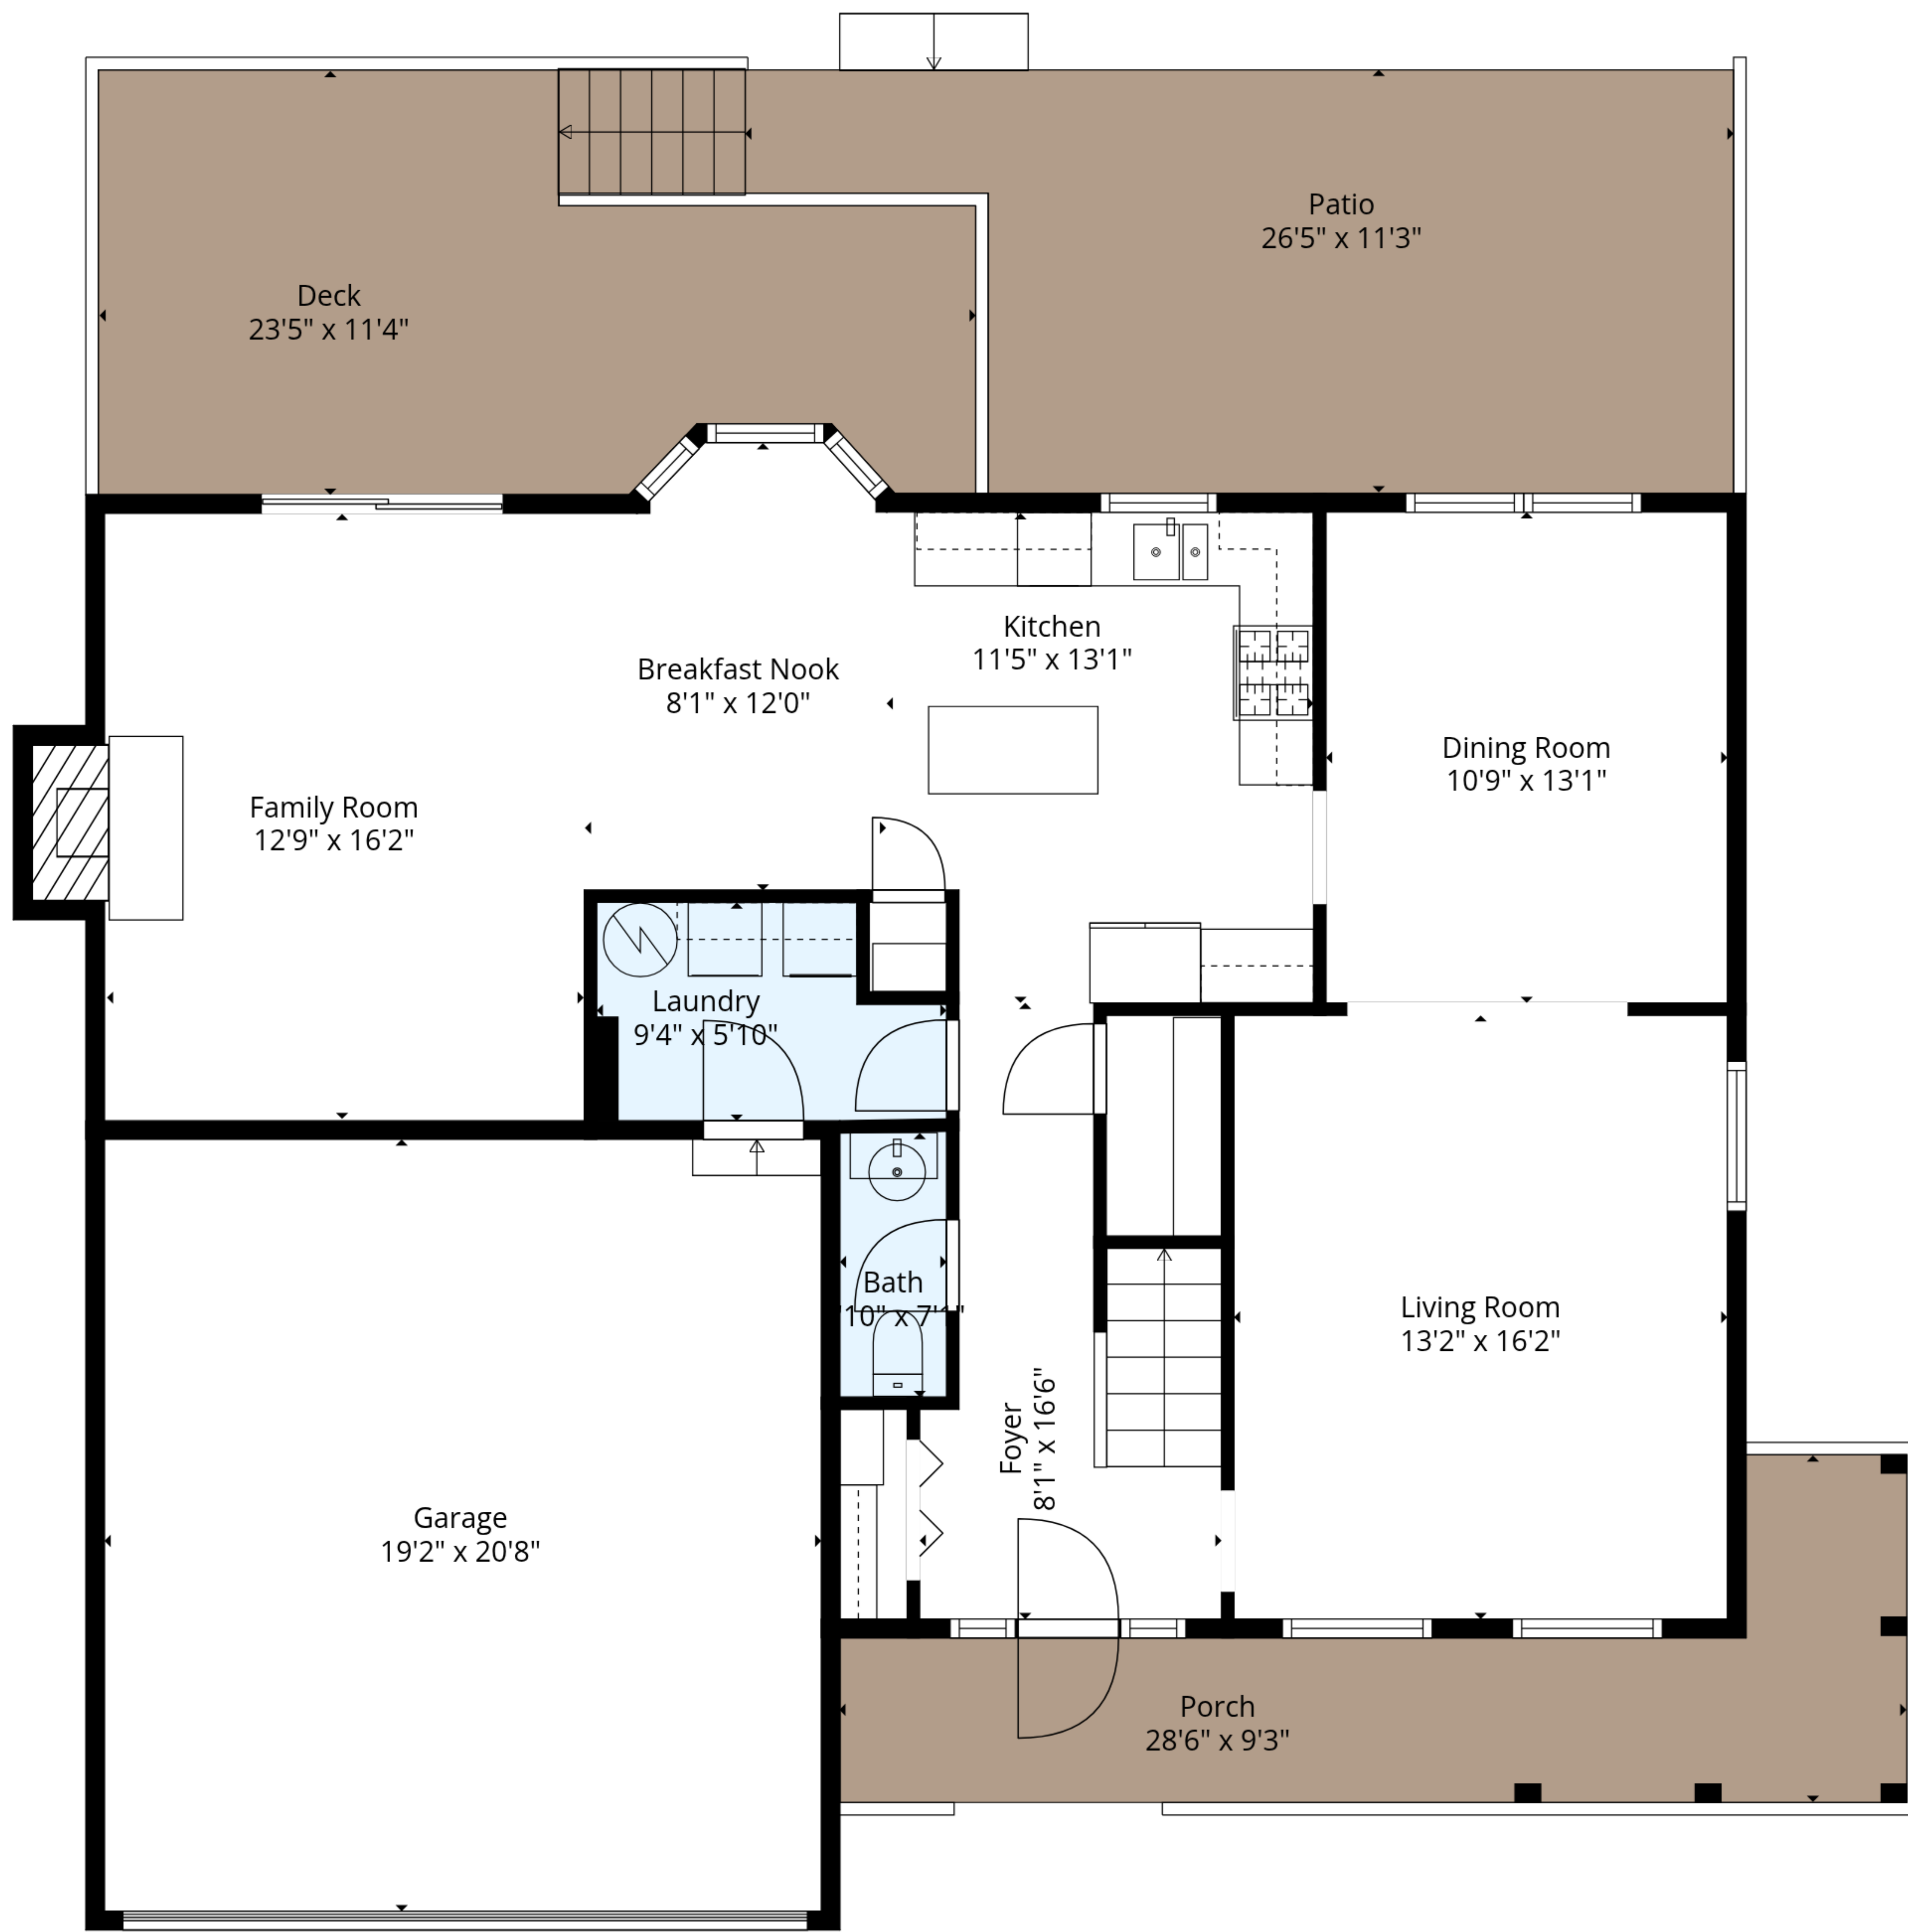 Patio
26'5" x 11'3"
Deck
23'5" x 11'4"
Kitchen
11'5" x 13'1"
Breakfast Nook
8'1" x 12'0"
Dining Room
10'9" x 13'1"
Family Room
12'9" x 16'2"
Laundry
9'4" x 5'10"
Bath
'10" x 7'1"
Living Room
13'2" x 16'2"
Foyer
8'1" x 16'6"
Garage
19'2" x 20'8"
Porch
28'6" x 9'3"